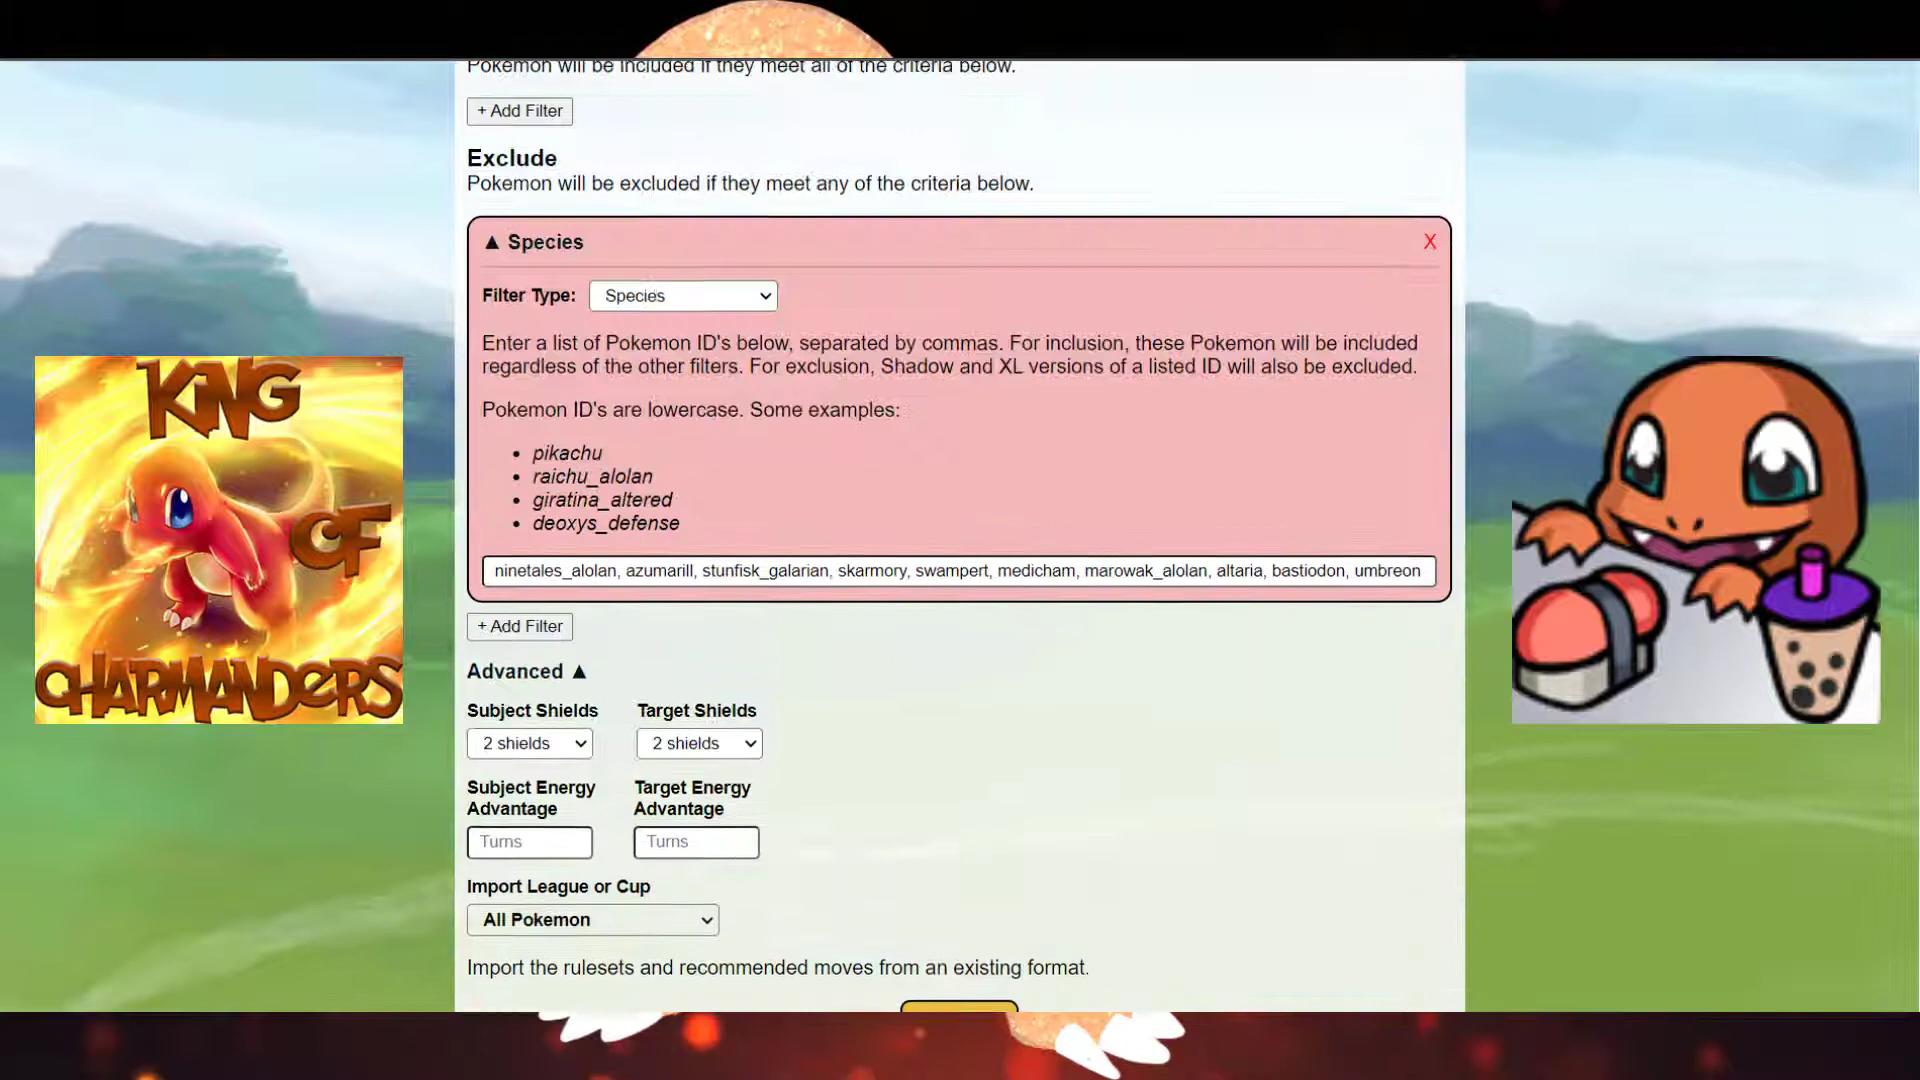 Pokemon will be included if they meet all of the criteria below.
+ Add Filter
Exclude
Pokemon will be excluded if they meet any of the criteria below.
▲ Species
X
Filter Type:
Species
Enter a list of Pokemon ID's below, separated by commas. For inclusion, these Pokemon will be included
regardless of the other filters. For exclusion, Shadow and XL versions of a listed ID will also be excluded.
Pokemon ID's are lowercase. Some examples:
• pikachu
• raichu_alolan
• giratina_altered
• deoxys_defense
ninetales_alolan, azumarill, stunfisk_galarian, skarmory, swampert, medicham, marowak_alolan, altaria, bastiodon, umbreon
+ Add Filter
Advanced ▲
Subject Shields
Target Shields
2 shields
2 shields
Subject Energy
Advantage
Target Energy
Advantage
Turns
Turns
Import League or Cup
All Pokemon
Import the rulesets and recommended moves from an existing format.
KNG
OF
CHARMANDERS